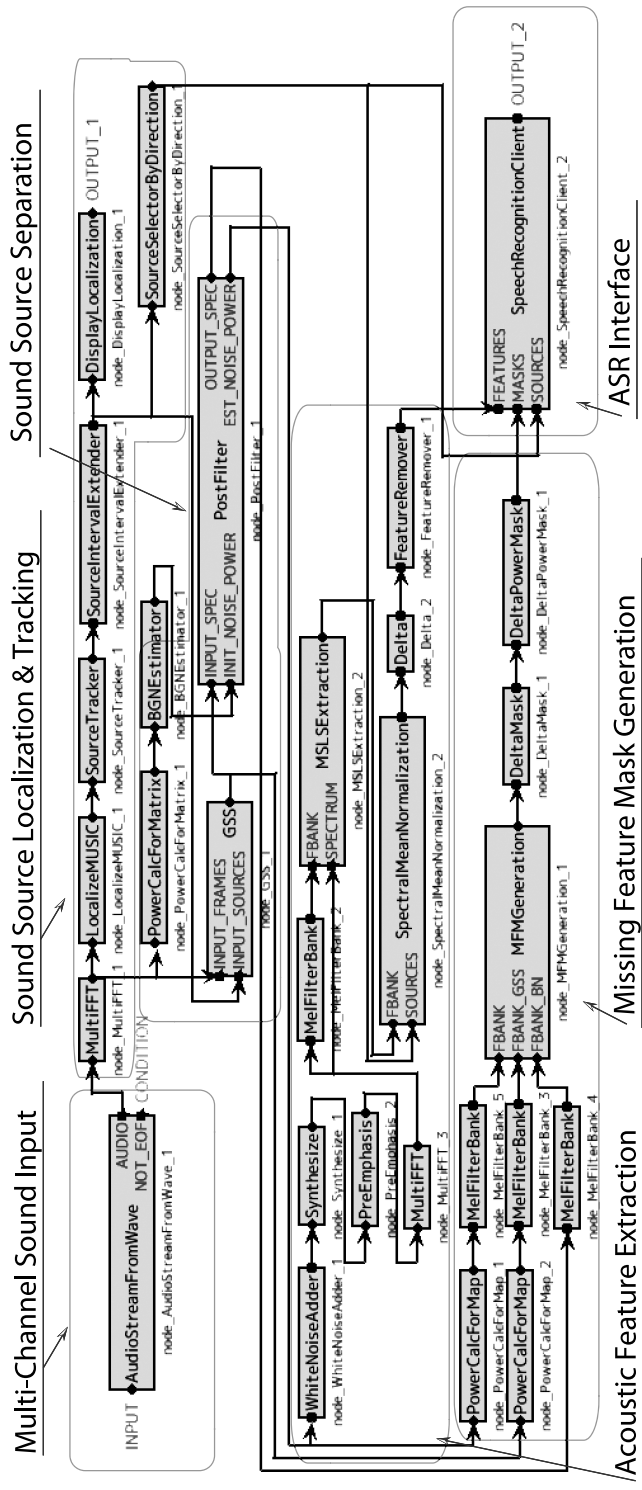 Multi-Channel Sound Input
Sound Source Localization & Tracking
Sound Source Separation
INPUT
AudioStreamFromWave
AUDIO
NOT_EOF
CONDITION
node_AudioStreamFromWave_1
MultiFFT
node_MultiFFT_1
LocalizeMUSIC
node_LocalizeMUSIC_1
SourceTracker
node_SourceTracker_1
SourceIntervalExtender
node_SourceIntervalExtender_1
DisplayLocalization
node_DisplayLocalization_1
OUTPUT_1
SourceSelectorByDirection
node_SourceSelectorByDirection_1
PowerCalcForMatrix
node_PowerCalcForMatrix_1
BGNEstimator
node_BGNEstimator_1
INPUT_FRAMES
INPUT_SOURCES
GSS
node_GSS_1
INPUT_SPEC
INIT_NOISE_POWER
PostFilter
OUTPUT_SPEC
EST_NOISE_POWER
node_PostFilter_1
WhiteNoiseAdder
node_WhiteNoiseAdder_1
Synthesize
node_Synthesize_1
PreEmphasis
node_PreEmphasis_2
MultiFFT
node_MultiFFT_3
MelFilterBank
node_MelFilterBank_2
FBANK
SPECTRUM
MSLSExtraction
node_MSLSExtraction_2
FBANK
SOURCES
SpectralMeanNormalization
node_SpectralMeanNormalization_2
Delta
node_Delta_2
FeatureRemover
node_FeatureRemover_1
PowerCalcForMap
node_PowerCalcForMap_1
PowerCalcForMap
node_PowerCalcForMap_2
MelFilterBank
node_MelFilterBank_5
MelFilterBank
node_MelFilterBank_3
MelFilterBank
node_MelFilterBank_4
FBANK
FBANK_GSS
FBANK_BN
MFMGeneration
node_MFMGeneration_1
DeltaMask
node_DeltaMask_1
DeltaPowerMask
node_DeltaPowerMask_1
FEATURES
MASKS
SOURCES
SpeechRecognitionClient
node_SpeechRecognitionClient_2
OUTPUT_2
Acoustic Feature Extraction
Missing Feature Mask Generation
ASR Interface